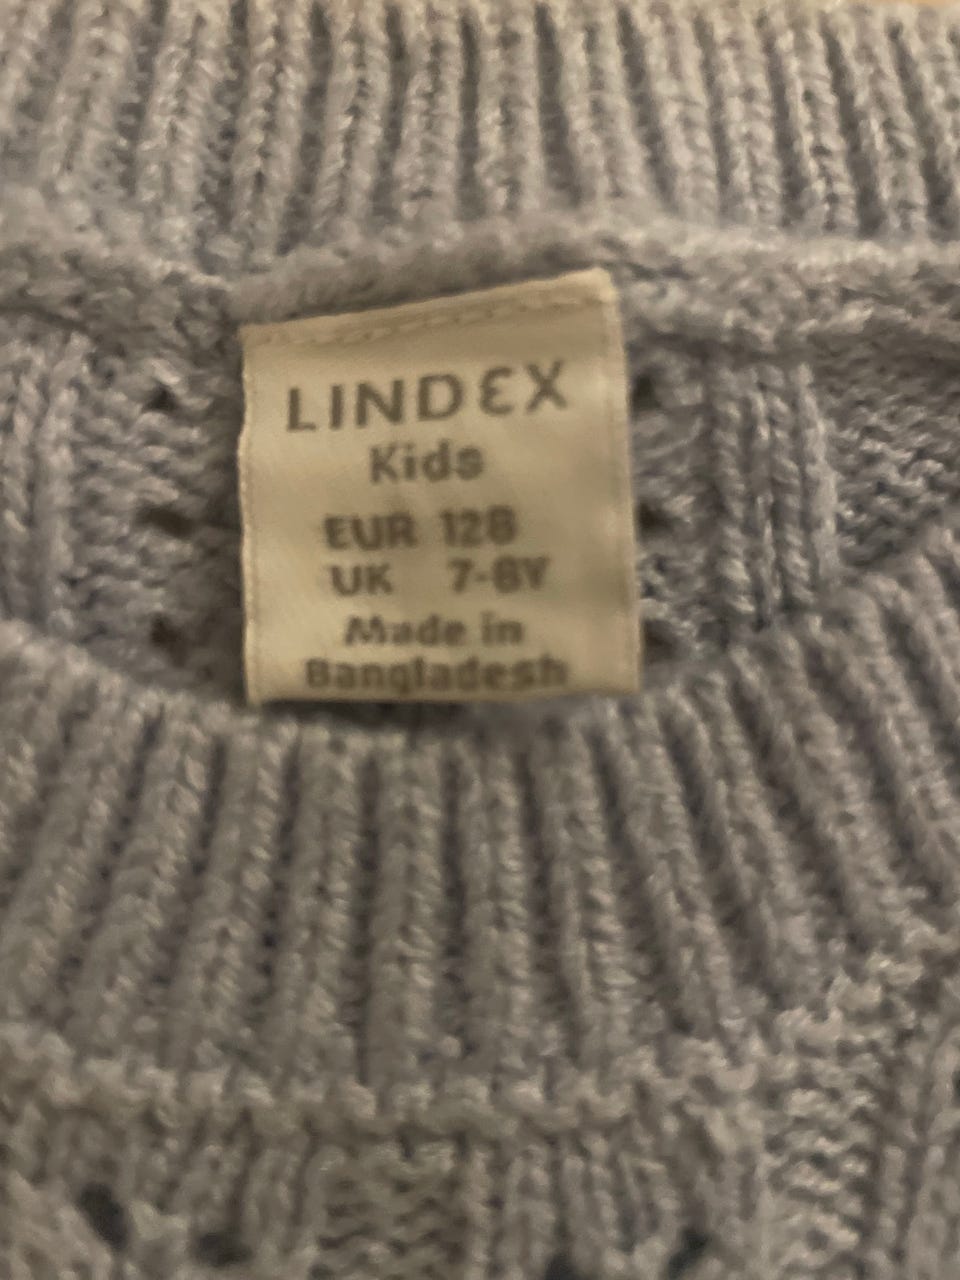 LINDEX
Kids
EUR 128
UK 7-8Y
Made in
Bangladesh